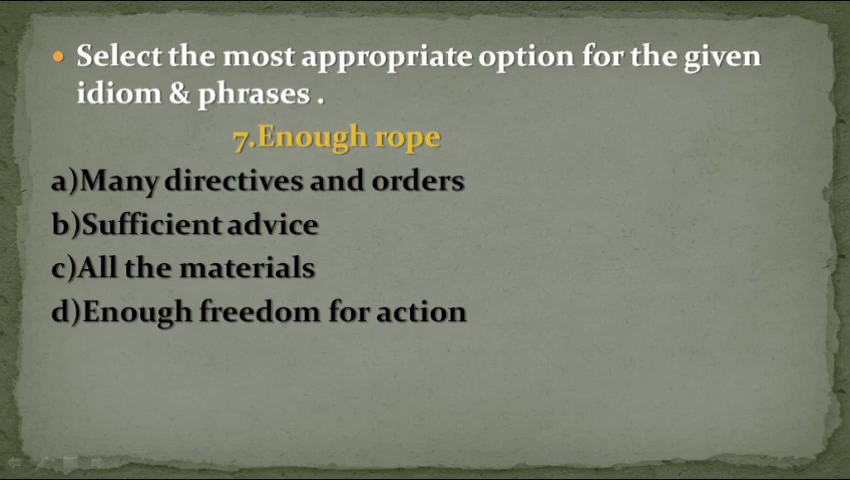 • Select the most appropriate option for the given
idiom & phrases .
7.Enough rope
a)Many directives and orders
b)Sufficient advice
c)All the materials
d)Enough freedom for action